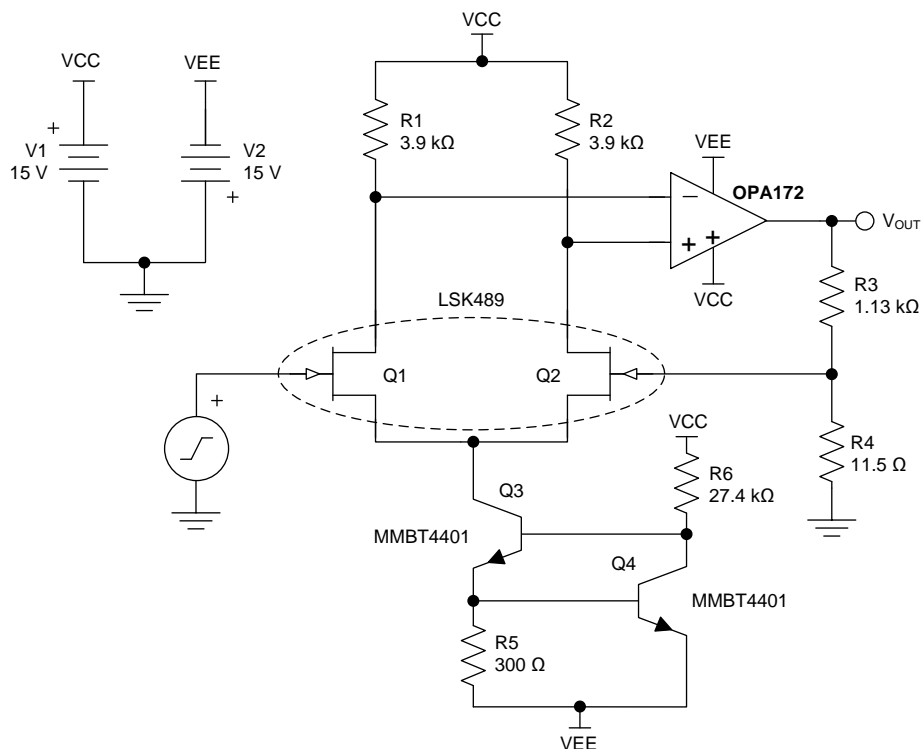 VCC
VCC
VEE
R1
3.9 kΩ
R2
3.9 kΩ
+
V1
15 V
V2
15 V
+
VEE
OPA172
−
+
+
VCC
VOUT
R3
1.13 kΩ
LSK489
Q1
Q2
+
VCC
R6
27.4 kΩ
R4
11.5 Ω
Q3
MMBT4401
Q4
MMBT4401
R5
300 Ω
VEE